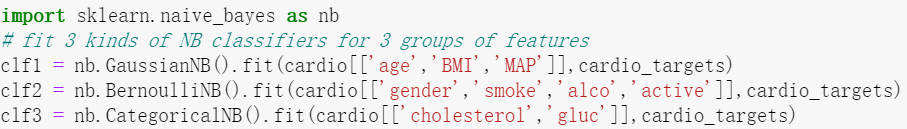 import sklearn.naive_bayes as nb
# fit 3 kinds of NB classifiers for 3 groups of features
clf1 = nb.GaussianNB().fit(cardio[['age','BMI','MAP']],cardio_targets)
clf2 = nb.BernoulliNB().fit(cardio[['gender','smoke','alco','active']],cardio_targets)
clf3 = nb.CategoricalNB().fit(cardio[['cholesterol','gluc']],cardio_targets)